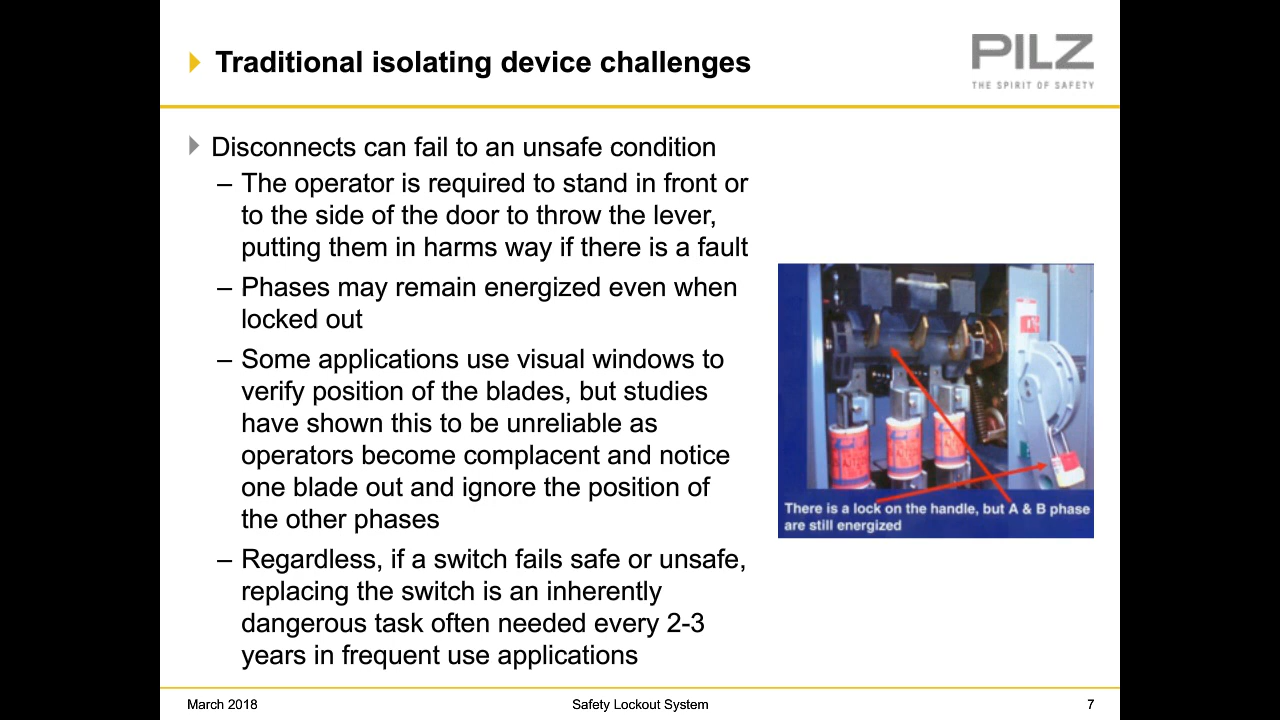 Traditional isolating device challenges
PILZ
THE SPIRIT OF SAFETY
Disconnects can fail to an unsafe condition
– The operator is required to stand in front or
to the side of the door to throw the lever,
putting them in harms way if there is a fault
– Phases may remain energized even when
locked out
– Some applications use visual windows to
verify position of the blades, but studies
have shown this to be unreliable as
operators become complacent and notice
one blade out and ignore the position of
the other phases
– Regardless, if a switch fails safe or unsafe,
replacing the switch is an inherently
dangerous task often needed every 2-3
years in frequent use applications
There is a lock on the handle, but A & B phase
are still energized
March 2018
Safety Lockout System
7